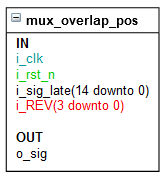 mux_overlap_pos
IN
i_clk
i_rst_n
i_sig_late(14 downto 0)
i_REV(3 downto 0)
OUT
o_sig